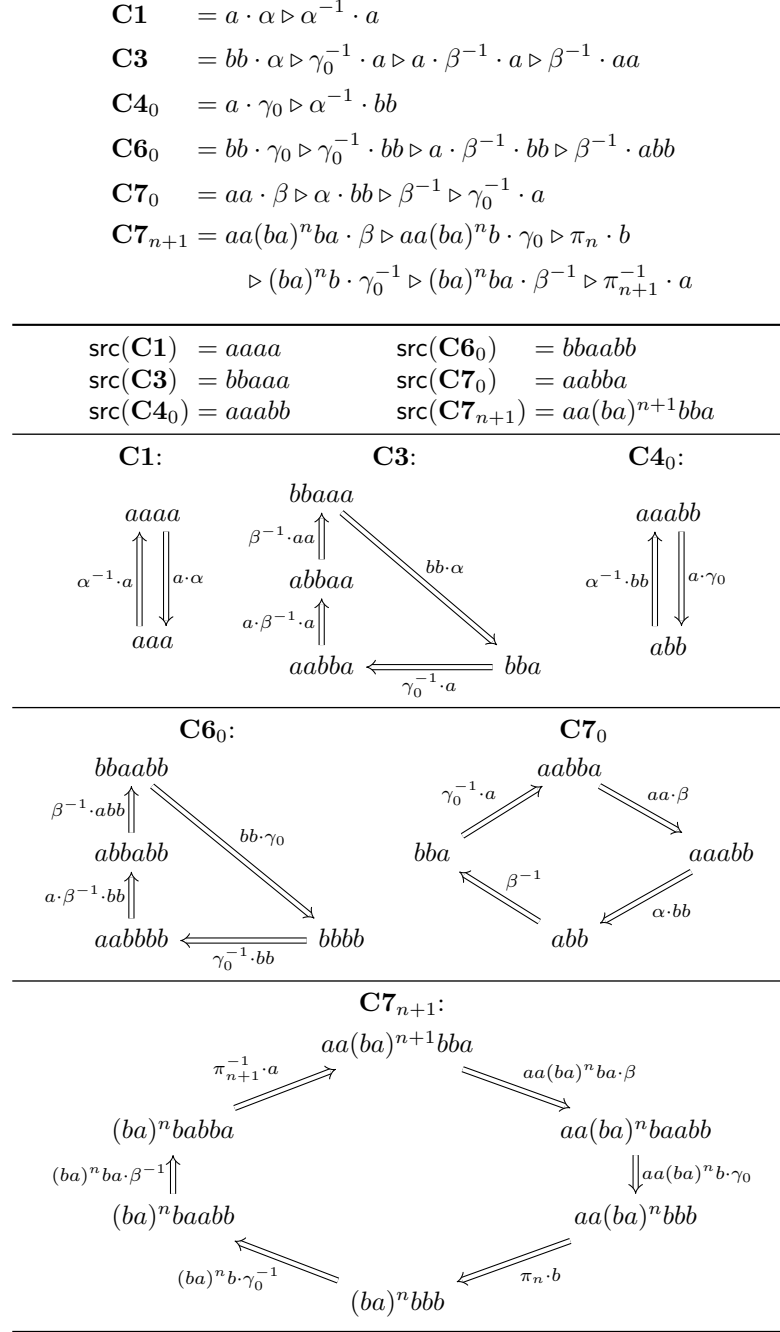 C1 = a · α ▹ α⁻¹ · a
C3 = bb · α ▹ γ₀⁻¹ · a ▹ a · β⁻¹ · a ▹ β⁻¹ · aa
C4₀ = a · γ₀ ▹ α⁻¹ · bb
C6₀ = bb · γ₀ ▹ γ₀⁻¹ · bb ▹ a · β⁻¹ · bb ▹ β⁻¹ · abb
C7₀ = aa · β ▹ α · bb ▹ β⁻¹ ▹ γ₀⁻¹ · a
C7ₙ₊₁ = aa(ba)ⁿba · β ▹ aa(ba)ⁿb · γ₀ ▹ πₙ · b
▹ (ba)ⁿb · γ₀⁻¹ ▹ (ba)ⁿba · β⁻¹ ▹ πₙ₊₁⁻¹ · a
src(C1) = aaaa src(C6₀) = bbaabb
src(C3) = bbaaa src(C7₀) = aabba
src(C4₀) = aaabb src(C7ₙ₊₁) = aa(ba)ⁿ⁺¹bba
C1: C3: C4₀:
bbaaa
aaaa aaabb
β⁻¹·aa bb·α
α⁻¹·a a·α abbaa α⁻¹·bb a·γ₀
a·β⁻¹·a
aaa aabba bba abb
γ₀⁻¹·a
C6₀: C7₀
bbaabb aabba
γ₀⁻¹·a aa·β
β⁻¹·abb bb·γ₀
abbabb bba aaabb
a·β⁻¹·bb β⁻¹ α·bb
aabbbb bbbb abb
γ₀⁻¹·bb
C7ₙ₊₁:
aa(ba)ⁿ⁺¹bba
πₙ₊₁⁻¹·a aa(ba)ⁿba·β
(ba)ⁿbabba aa(ba)ⁿbaabb
(ba)ⁿba·β⁻¹ aa(ba)ⁿb·γ₀
(ba)ⁿbaabb aa(ba)ⁿbbb
(ba)ⁿb·γ₀⁻¹ πₙ·b
(ba)ⁿbbb